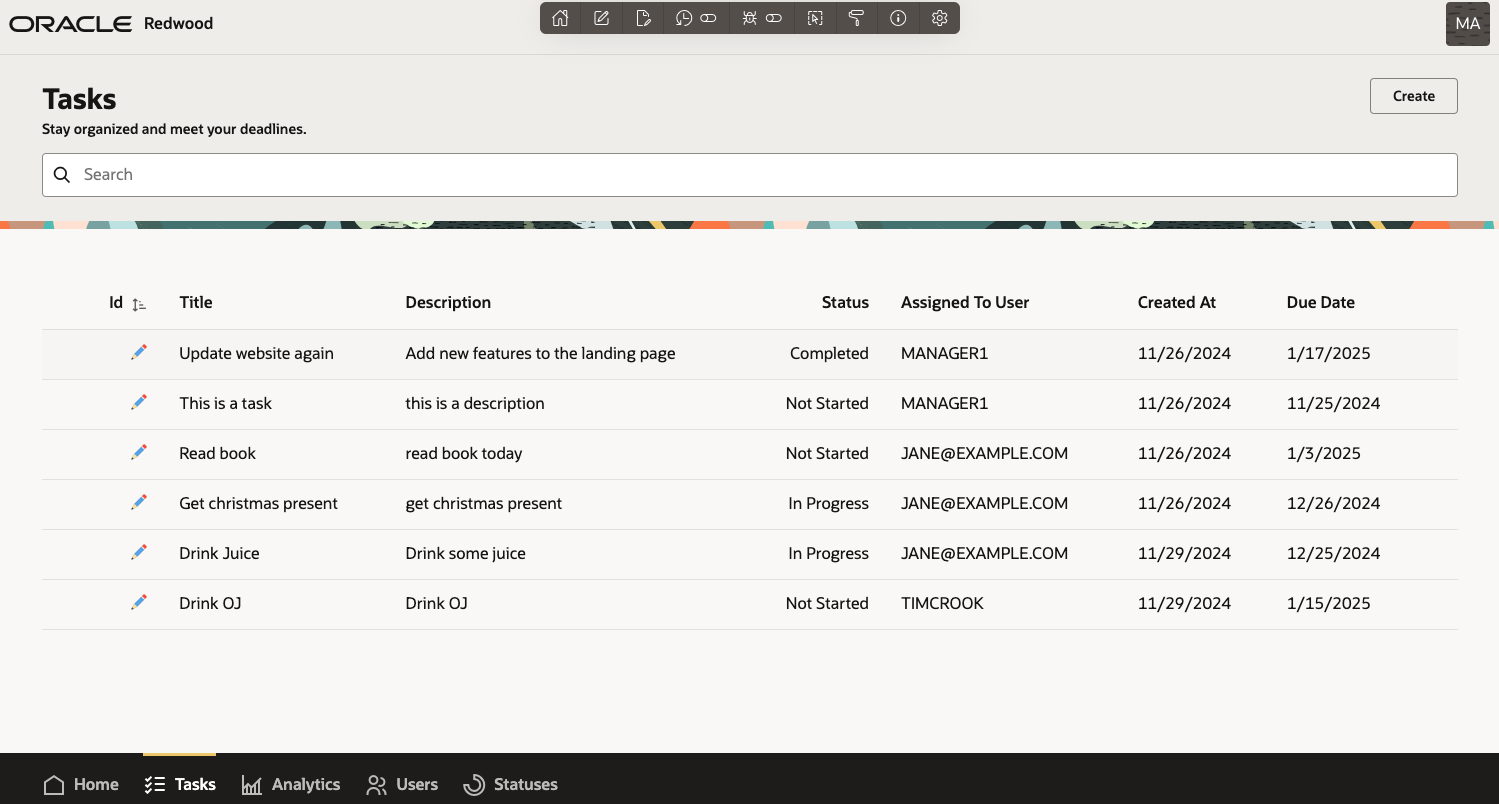 ORACLE Redwood
MA
Tasks
Create
Stay organized and meet your deadlines.
Search
Id Title Description Status Assigned To User Created At Due Date
Update website again Add new features to the landing page Completed MANAGER1 11/26/2024 1/17/2025
This is a task this is a description Not Started MANAGER1 11/26/2024 11/25/2024
Read book read book today Not Started JANE@EXAMPLE.COM 11/26/2024 1/3/2025
Get christmas present get christmas present In Progress JANE@EXAMPLE.COM 11/26/2024 12/26/2024
Drink Juice Drink some juice In Progress JANE@EXAMPLE.COM 11/29/2024 12/25/2024
Drink OJ Drink OJ Not Started TIMCROOK 11/29/2024 1/15/2025
Home Tasks Analytics Users Statuses